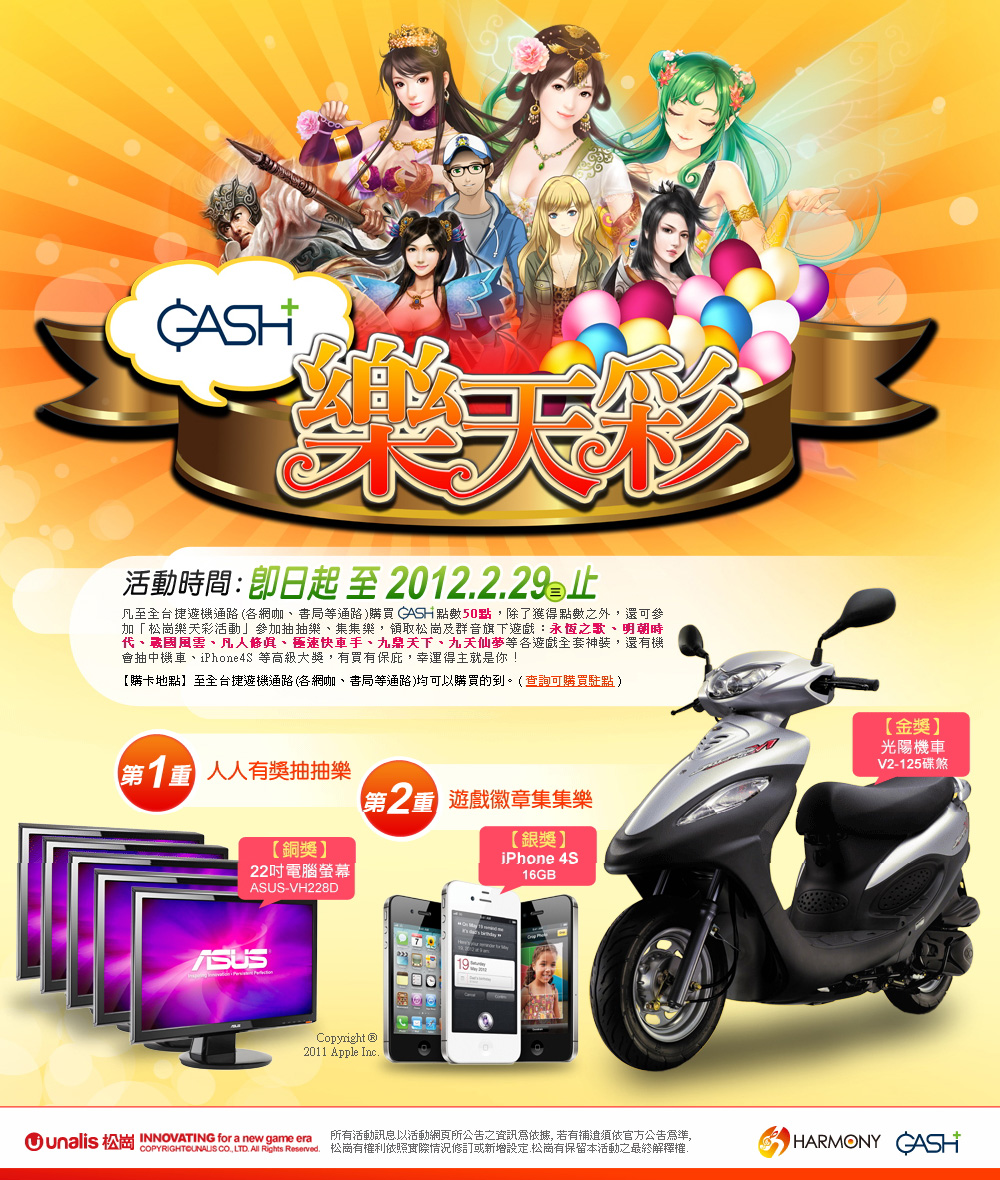 GASH+
樂天彩
活動時間：即日起 至 2012.2.29㊂止
凡至全台捷遊機通路(各網咖、書局等通路)購買 GASH 點數50點，除了獲得點數之外，還可參
加「松崗樂天彩活動」參加抽抽樂、集集樂，領取松崗及群音旗下遊戲：永恆之歌、明朝時
代、戰國風雲、凡人修真、極速快車手、九鼎天下、九天仙夢等各遊戲全套神裝，還有機
會抽中機車、iPhone4S 等高級大獎，有買有保庇，幸運得主就是你！
【購卡地點】至全台捷遊機通路(各網咖、書局等通路)均可以購買的到。(查詢可購買駐點)
【金獎】
光陽機車
V2-125碟煞
第1重 人人有獎抽抽樂
第2重 遊戲徽章集集樂
【銅獎】
22吋電腦螢幕
ASUS-VH228D
【銀獎】
iPhone 4S
16GB
ASUS
Inspiring Innovation • Persistent Perfection
Copyright ®
2011 Apple Inc.
unalis 松崗 INNOVATING for a new game era
COPYRIGHT©UNALIS CO., LTD. All Rights Reserved.
所有活動訊息以活動網頁所公告之資訊為依據, 若有補遺須依官方公告為準,
松崗有權利依照實際情況修訂或新增設定.松崗有保留本活動之最終解釋權.
HARMONY GASH+